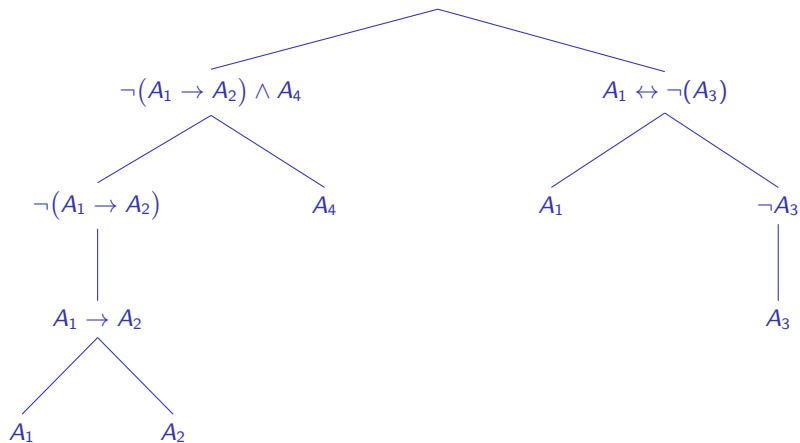 ¬(A₁ → A₂) ∧ A₄
A₁ ↔ ¬(A₃)
¬(A₁ → A₂)
A₄
A₁
¬A₃
A₁ → A₂
A₃
A₁
A₂